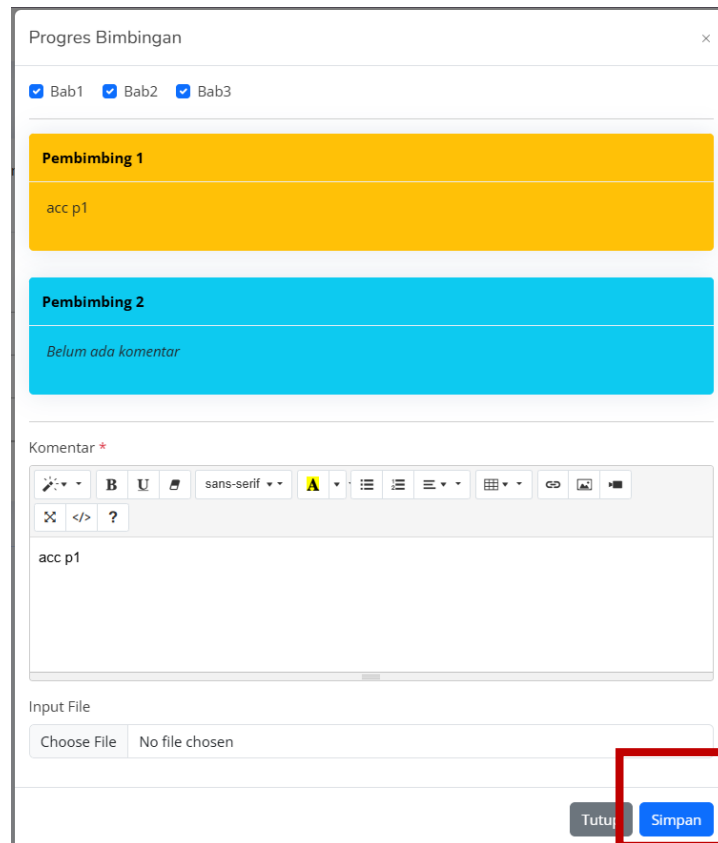 Progres Bimbingan ×
Bab1 Bab2 Bab3
Pembimbing 1
acc p1
Pembimbing 2
Belum ada komentar
Komentar *
B U sans-serif A
</> ?
acc p1
Input File
Choose File No file chosen
Tutup Simpan